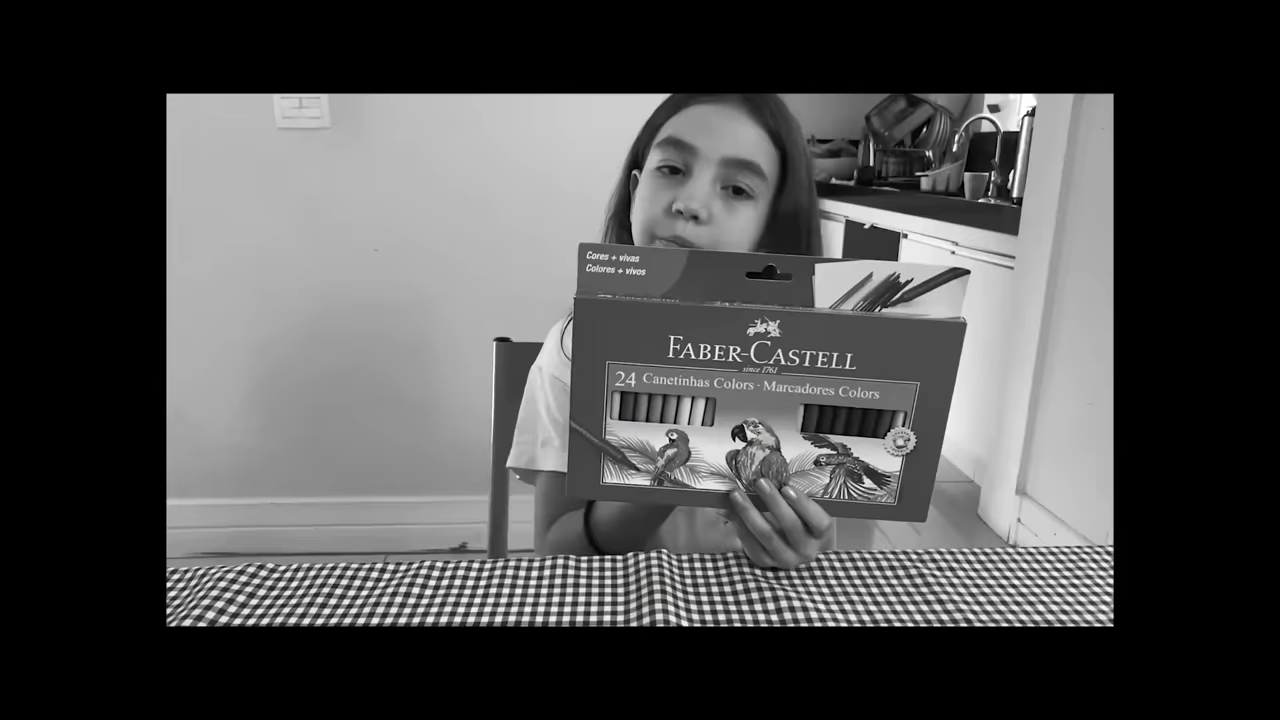 Cores + vivas
Colores + vivos
FABER-CASTELL
since 1761
24 Canetinhas Colors · Marcadores Colors